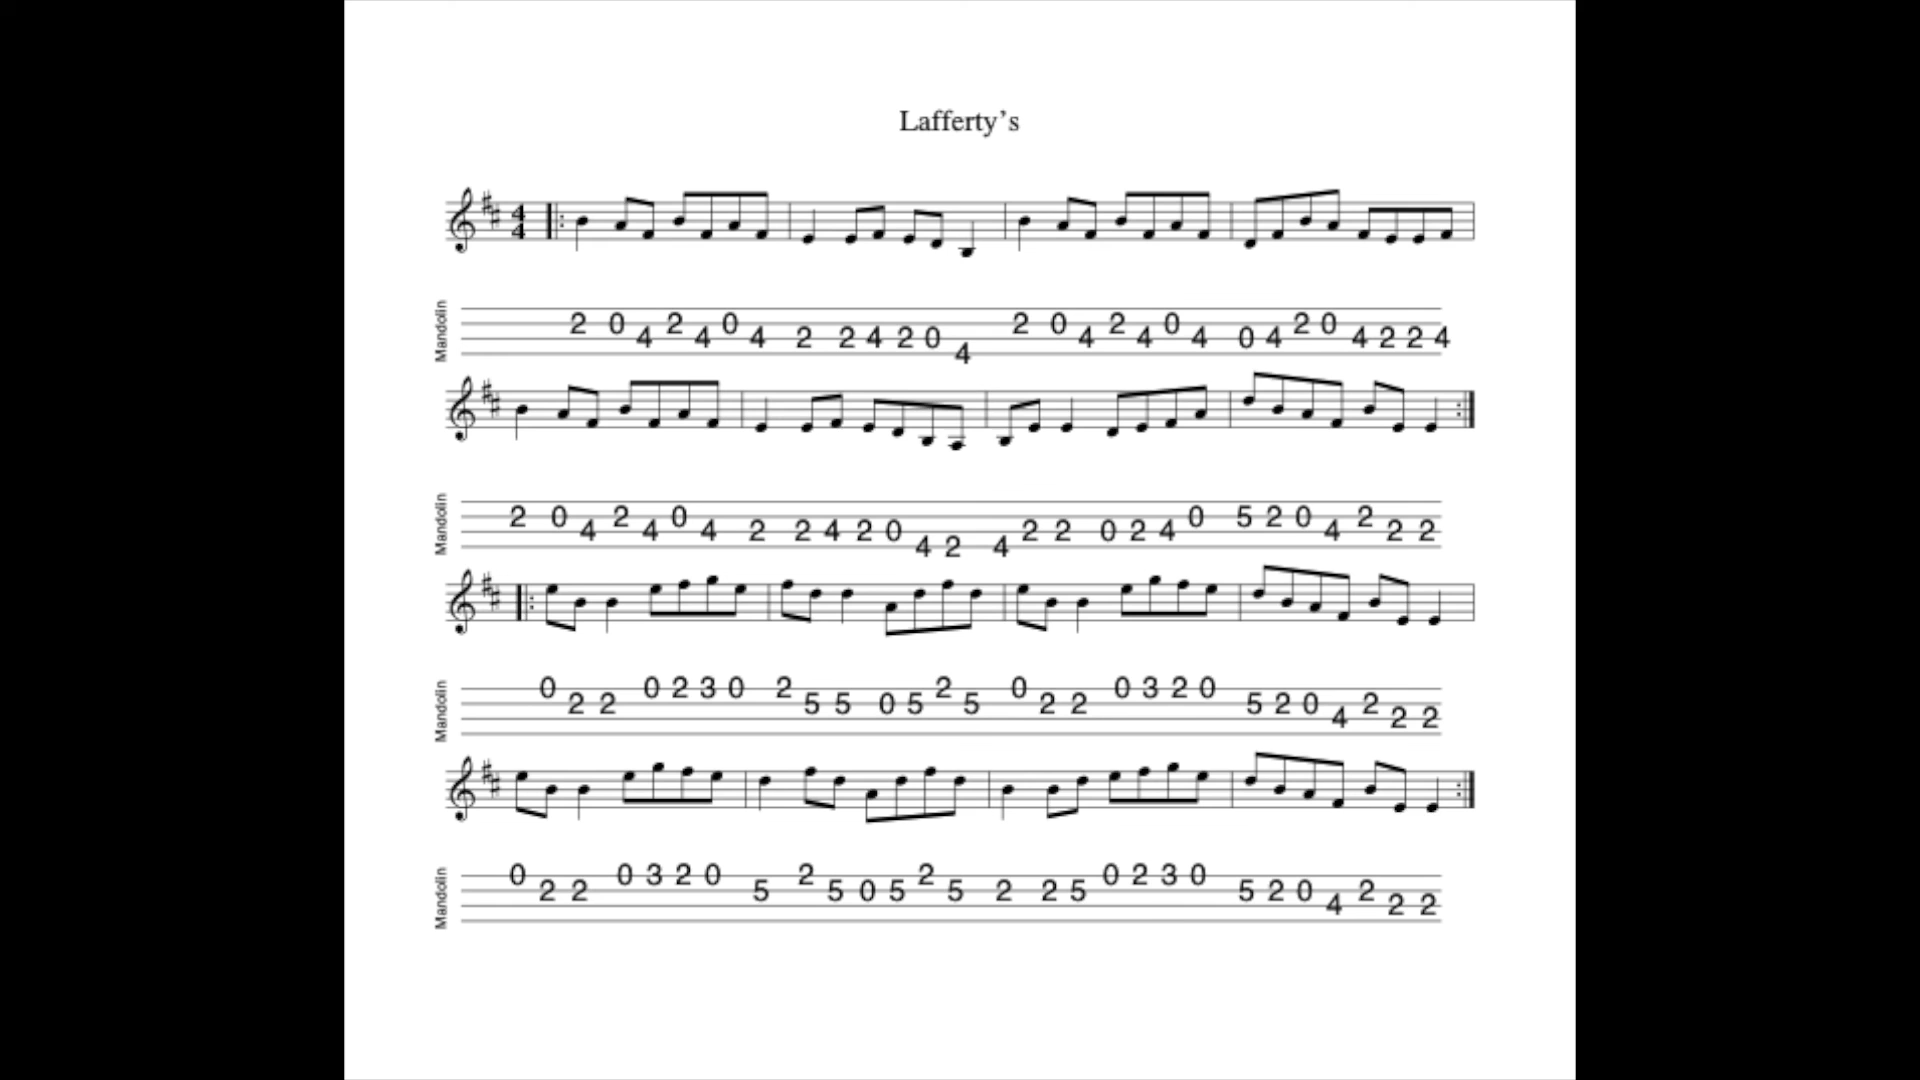 Lafferty’s
4
4
Mandolin
2 0 4 2 4 0 4 2 2 4 2 0 4 2 0 4 2 4 0 4 0 4 2 0 4 2 2 4
Mandolin
2 0 4 2 4 0 4 2 2 4 2 0 4 2 4 2 2 0 2 4 0 5 2 0 4 2 2 2
Mandolin
0 2 2 0 2 3 0 2 5 5 0 5 2 5 0 2 2 0 3 2 0 5 2 0 4 2 2 2
Mandolin
0 2 2 0 3 2 0 5 2 5 0 5 2 5 2 2 5 0 2 3 0 5 2 0 4 2 2 2